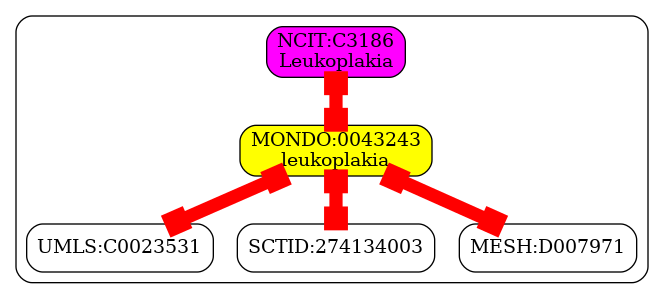 NCIT:C3186
Leukoplakia
MONDO:0043243
leukoplakia
UMLS:C0023531
SCTID:274134003
MESH:D007971